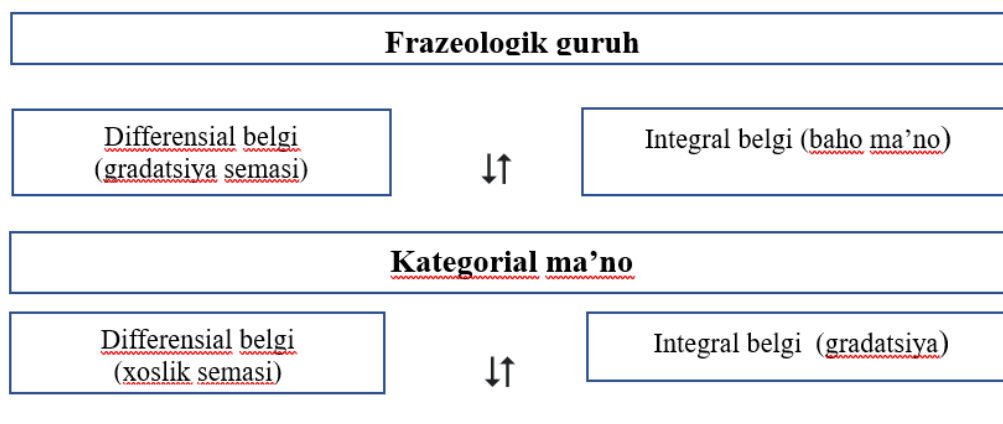 Frazeologik guruh
Differensial belgi
(gradatsiya semasi)
Integral belgi (baho ma’no)
↓↑
Kategorial ma’no
Differensial belgi
(xoslik semasi)
Integral belgi (gradatsiya)
↓↑